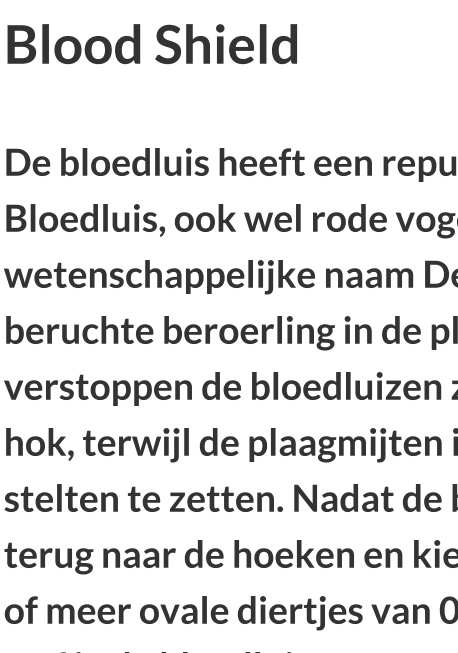 Blood Shield
De bloedluis heeft een repu
Bloedluis, ook wel rode vog
wetenschappelijke naam De
beruchte beroerling in de pl
verstoppen de bloedluizen z
hok, terwijl de plaagmijten i
stelten te zetten. Nadat de b
terug naar de hoeken en kie
of meer ovale diertjes van 0